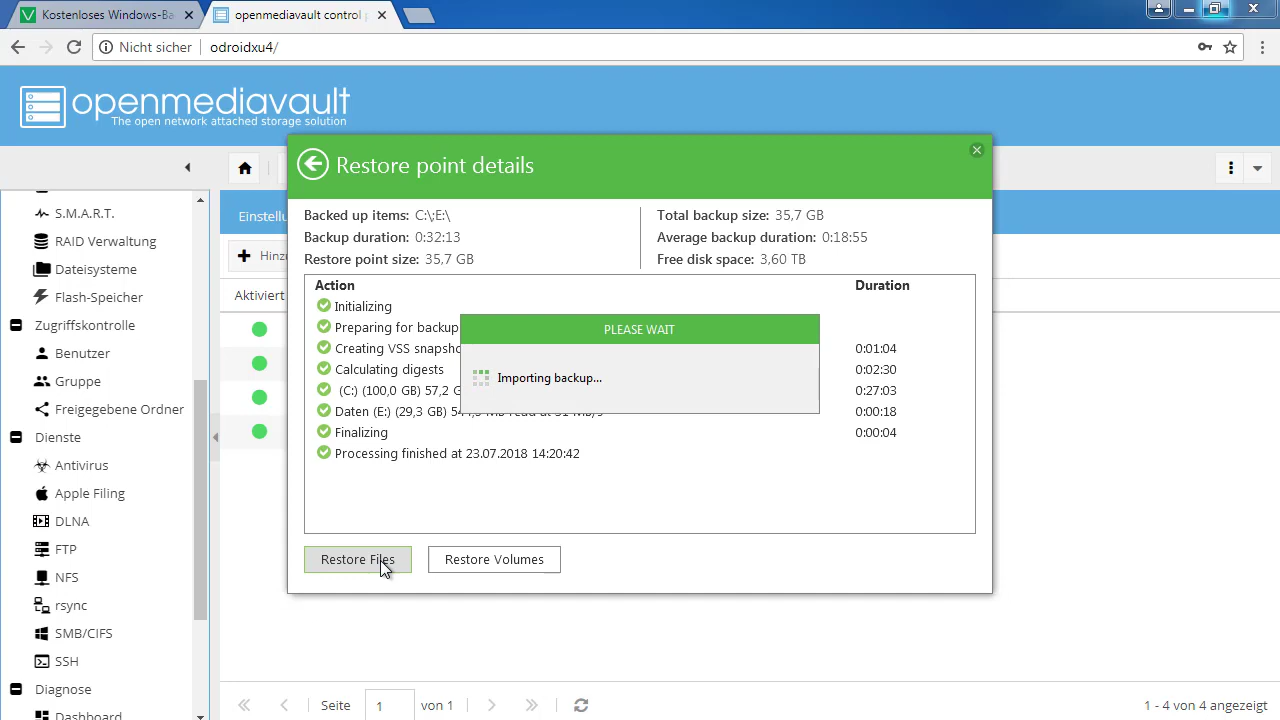 Kostenloses Windows-Ba
openmediavault control
Nicht sicher
odroidxu4/
openmediavault
The open network attached storage solution
S.M.A.R.T.
RAID Verwaltung
Dateisysteme
Flash-Speicher
Zugriffskontrolle
Benutzer
Gruppe
Freigegebene Ordner
Dienste
Antivirus
Apple Filing
DLNA
FTP
NFS
rsync
SMB/CIFS
SSH
Diagnose
Dashboard
Einstellu
Hinz
Aktiviert
Restore point details
Backed up items: C:\;E:\
Backup duration: 0:32:13
Restore point size: 35,7 GB
Total backup size: 35,7 GB
Average backup duration: 0:18:55
Free disk space: 3,60 TB
Action Duration
Initializing
Preparing for backup
Creating VSS snapsho 0:01:04
Calculating digests 0:02:30
(C:) (100,0 GB) 57,2 G 0:27:03
Daten (E:) (29,3 GB) 0:00:18
Finalizing 0:00:04
Processing finished at 23.07.2018 14:20:42
PLEASE WAIT
Importing backup...
Restore Files
Restore Volumes
Seite 1 von 1
1 - 4 von 4 angezeigt